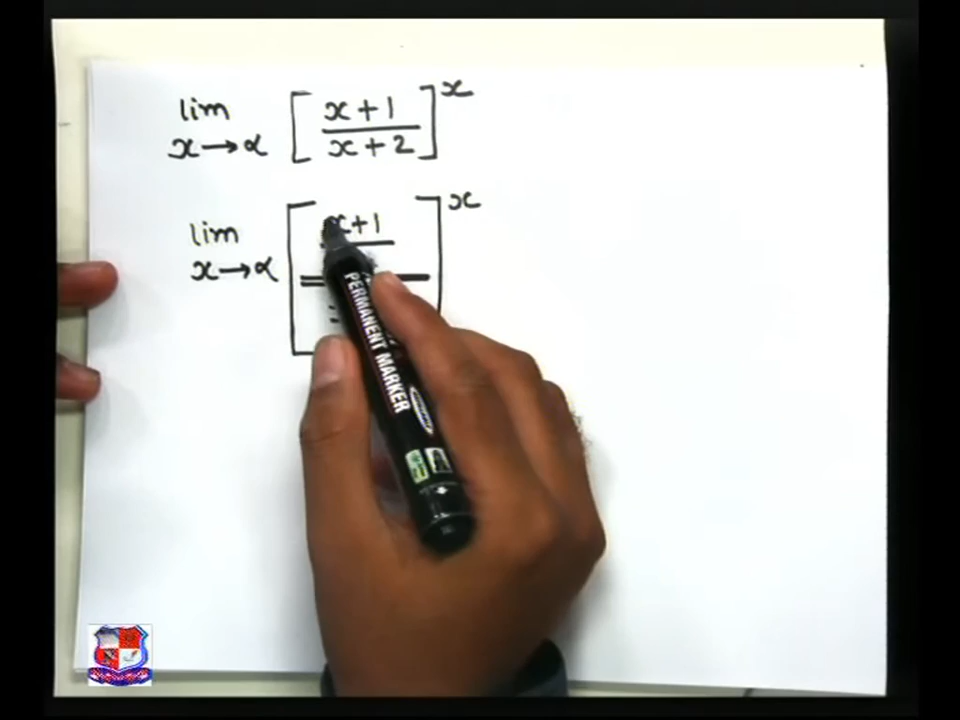 lim [ x+1 / x+2 ]^x
x→α
lim [ x+1
x→α ]^x
PERMANENT MARKER